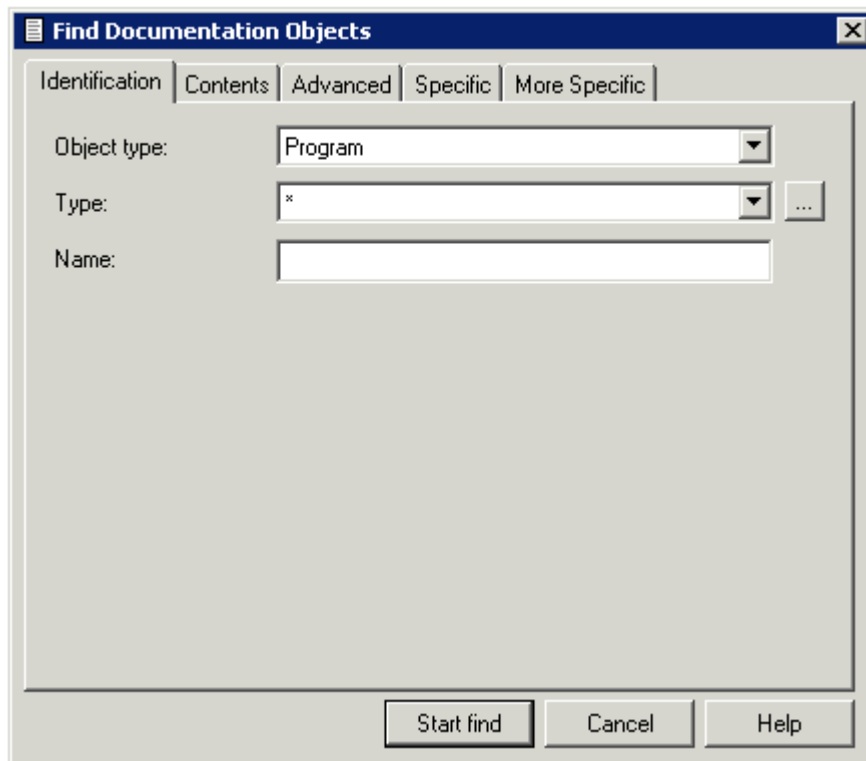 Find Documentation Objects
Identification Contents Advanced Specific More Specific
Object type: Program
Type: * ...
Name:
Start find Cancel Help